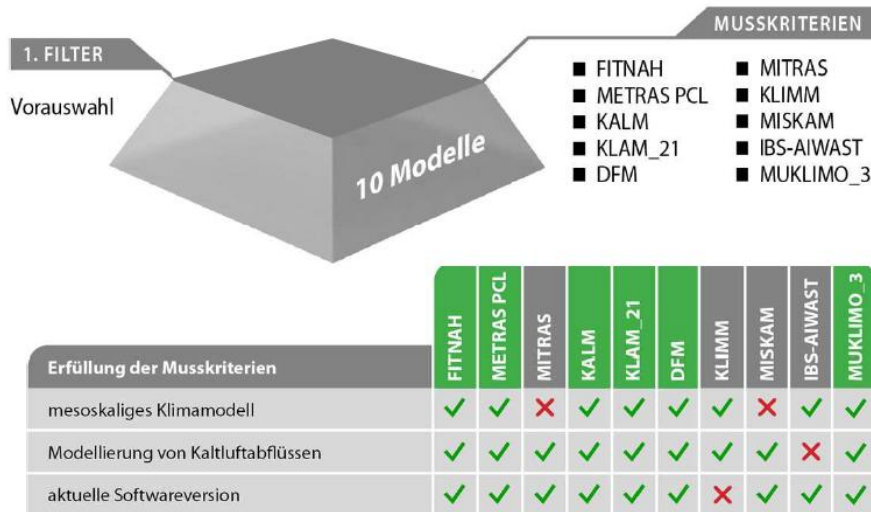 MUSSKRITERIEN
1. FILTER
Vorauswahl
10 Modelle
■ FITNAH
■ METRAS PCL
■ KALM
■ KLAM_21
■ DFM
■ MITRAS
■ KLIMM
■ MISKAM
■ IBS-AIWAST
■ MUKLIMO_3
Erfüllung der Musskriterien
FITNAH
METRAS PCL
MITRAS
KALM
KLAM_21
DFM
KLIMM
MISKAM
IBS-AIWAST
MUKLIMO_3
mesoskaliges Klimamodell ✓ ✓ ✗ ✓ ✓ ✓ ✓ ✗ ✓ ✓
Modellierung von Kaltluftabflüssen ✓ ✓ ✓ ✓ ✓ ✓ ✓ ✓ ✗ ✓
aktuelle Softwareversion ✓ ✓ ✓ ✓ ✓ ✓ ✗ ✓ ✓ ✓